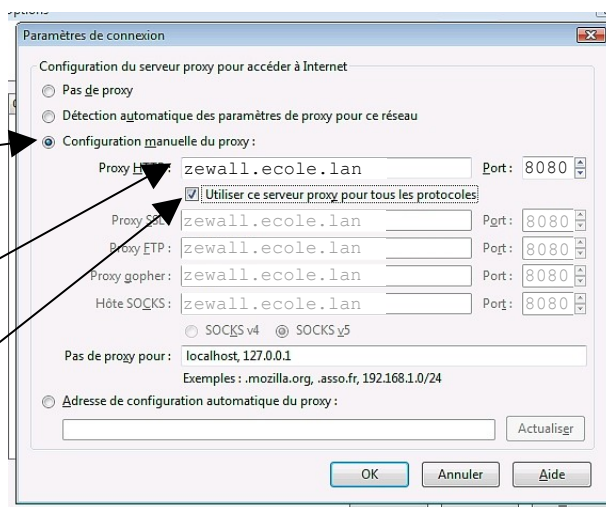 Paramètres de connexion
Configuration du serveur proxy pour accéder à Internet
Pas de proxy
Détection automatique des paramètres de proxy pour ce réseau
Configuration manuelle du proxy :
Proxy HTTP : zewall.ecole.lan Port : 8080
Utiliser ce serveur proxy pour tous les protocoles
Proxy SSL : zewall.ecole.lan Port : 8080
Proxy FTP : zewall.ecole.lan Port : 8080
Proxy gopher : zewall.ecole.lan Port : 8080
Hôte SOCKS : zewall.ecole.lan Port : 8080
SOCKS v4 SOCKS v5
Pas de proxy pour : localhost, 127.0.0.1
Exemples : .mozilla.org, .asso.fr, 192.168.1.0/24
Adresse de configuration automatique du proxy :
Actualiser
OK Annuler Aide